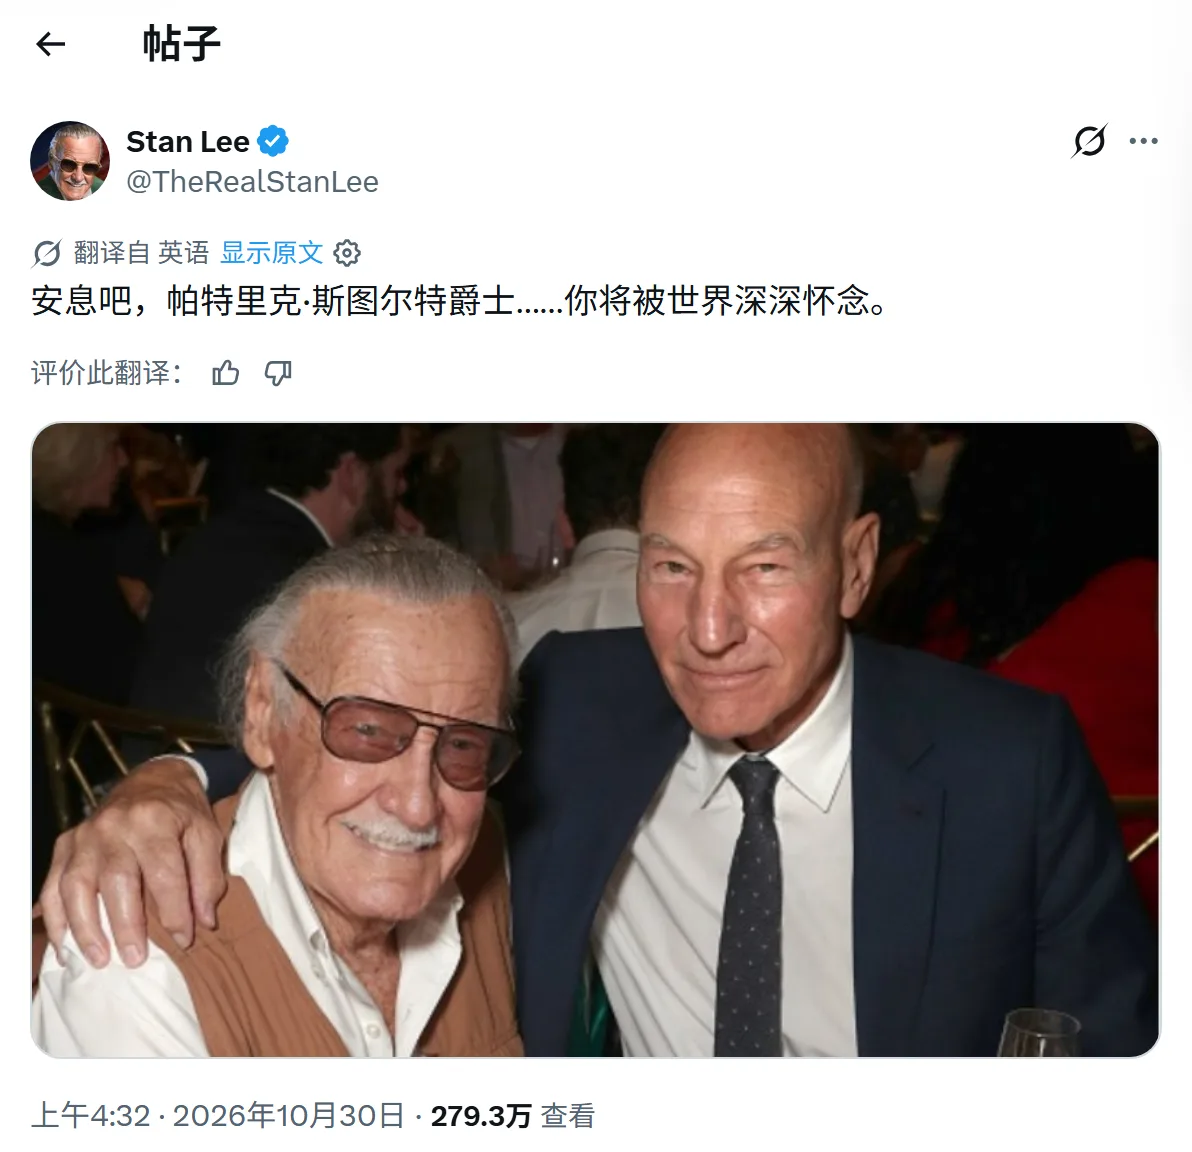 帖子
Stan Lee
@TheRealStanLee
翻译自 英语 显示原文
安息吧，帕特里克·斯图尔特爵士……你将被世界深深怀念。
评价此翻译：
上午4:32 · 2026年10月30日 · 279.3万 查看